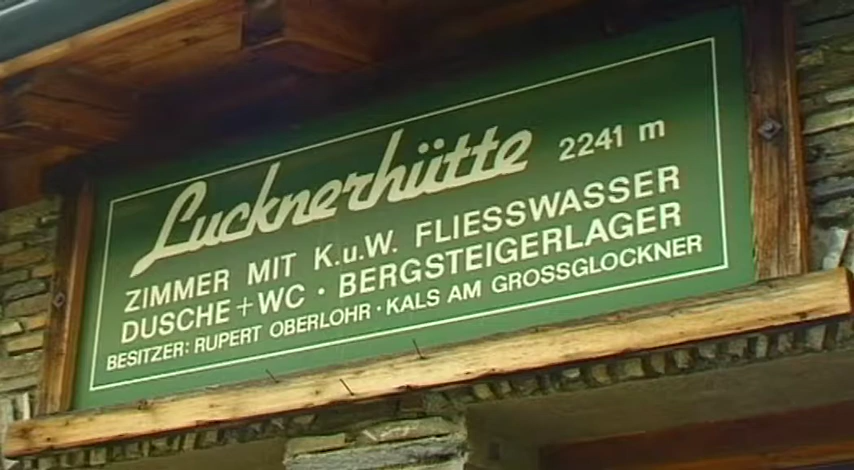 Lucknerhütte 2241 m
ZIMMER MIT K.u.W. FLIESSWASSER
DUSCHE + WC · BERGSTEIGERLAGER
BESITZER: RUPERT OBERLOHR · KALS AM GROSSGLOCKNER